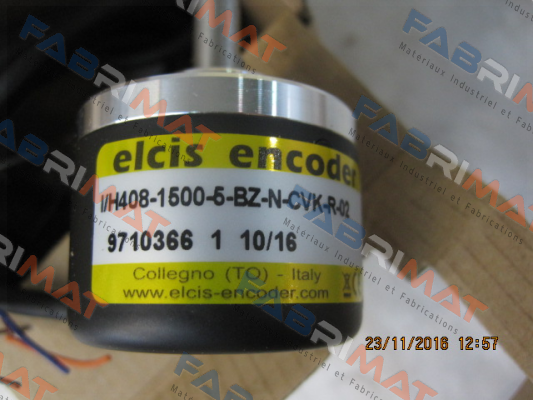 elcis encoder
I/H408-1500-5-BZ-N-CVK-R-02
9710366 1 10/16
Collegno (TO) - Italy
www.elcis-encoder.com
23/11/2016 12:57
FABRIMAT
Materiaux Industriel et Fabrications